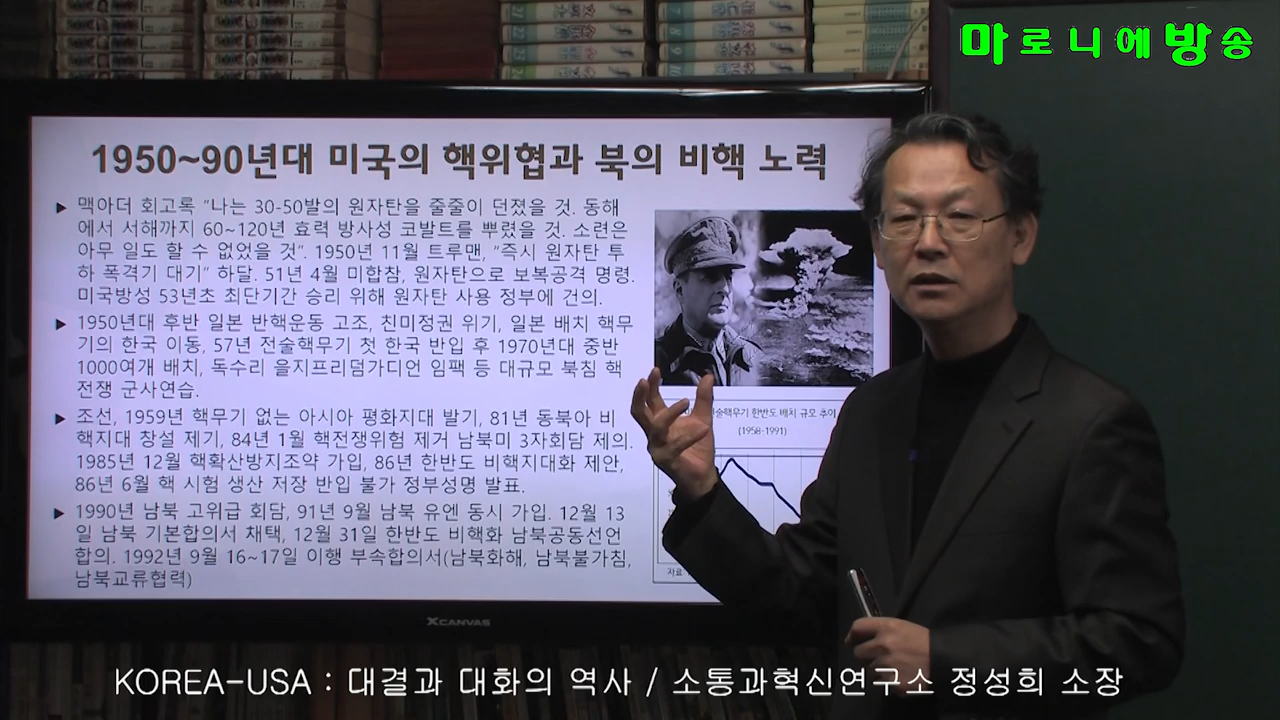 마로니에방송
1950~90년대 미국의 핵위협과 북의 비핵 노력
▶ 맥아더 회고록 "나는 30-50발의 원자탄을 줄줄이 던졌을 것. 동해
에서 서해까지 60~120년 효력 방사성 코발트를 뿌렸을 것. 소련은
아무 일도 할 수 없었을 것". 1950년 11월 트루맨, "즉시 원자탄 투
하 폭격기 대기" 하달. 51년 4월 미합참, 원자탄으로 보복공격 명령.
미국방성 53년초 최단기간 승리 위해 원자탄 사용 정부에 건의.
▶ 1950년대 후반 일본 반핵운동 고조, 친미정권 위기, 일본 배치 핵무
기의 한국 이동, 57년 전술핵무기 첫 한국 반입 후 1970년대 중반
1000여개 배치, 독수리 을지프리덤가디언 임팩 등 대규모 북침 핵
전쟁 군사연습.
▶ 조선, 1959년 핵무기 없는 아시아 평화지대 발기, 81년 동북아 비
핵지대 창설 제기, 84년 1월 핵전쟁위험 제거 남북미 3자회담 제의.
1985년 12월 핵확산방지조약 가입, 86년 한반도 비핵지대화 제안,
86년 6월 핵 시험 생산 저장 반입 불가 정부성명 발표.
▶ 1990년 남북 고위급 회담, 91년 9월 남북 유엔 동시 가입. 12월 13
일 남북 기본합의서 채택, 12월 31일 한반도 비핵화 남북공동선언
합의. 1992년 9월 16~17일 이행 부속합의서(남북화해, 남북불가침,
남북교류협력)
술핵무기 한반도 배치 규모 추이
(1958-1991)
자료:
XCANVAS
KOREA-USA : 대결과 대화의 역사 / 소통과혁신연구소 정성희 소장